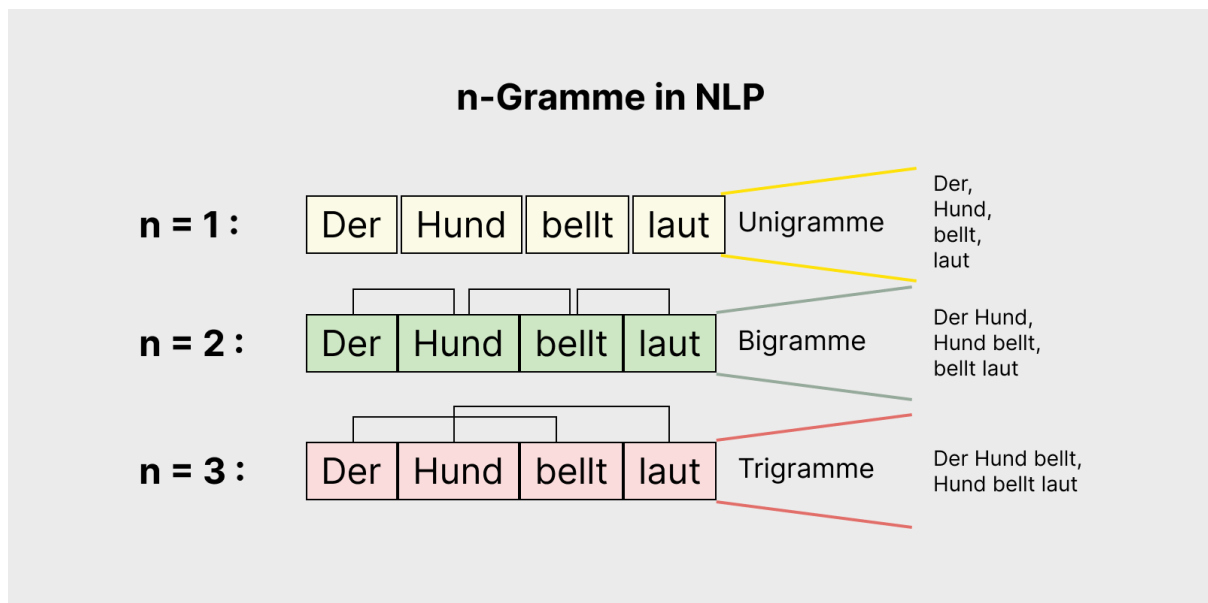 n-Gramme in NLP
n = 1 : Der Hund bellt laut Unigramme
Der,
Hund,
bellt,
laut
n = 2 : Der Hund bellt laut Bigramme
Der Hund,
Hund bellt,
bellt laut
n = 3 : Der Hund bellt laut Trigramme
Der Hund bellt,
Hund bellt laut